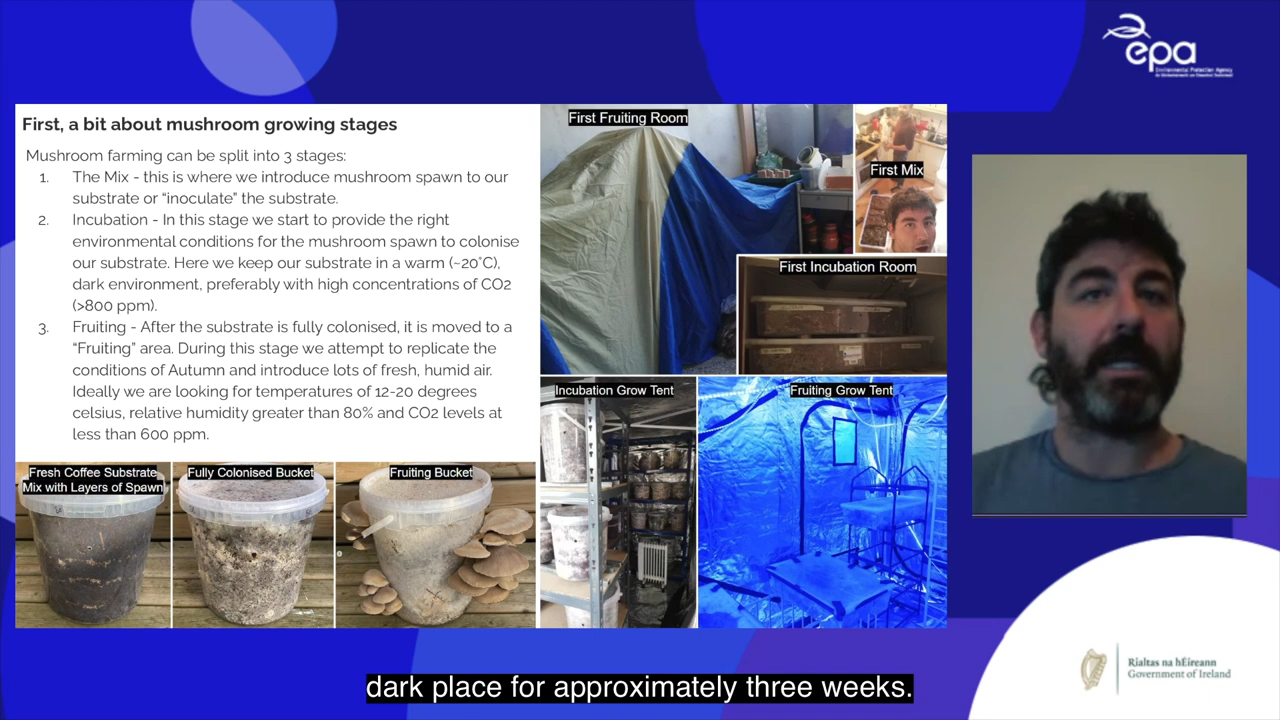 epa
Environmental Protection Agency
First, a bit about mushroom growing stages
Mushroom farming can be split into 3 stages:
1. The Mix - this is where we introduce mushroom spawn to our
substrate or “inoculate” the substrate.
2. Incubation - In this stage we start to provide the right
environmental conditions for the mushroom spawn to colonise
our substrate. Here we keep our substrate in a warm (~20°C),
dark environment, preferably with high concentrations of CO2
(>800 ppm).
3. Fruiting - After the substrate is fully colonised, it is moved to a
“Fruiting” area. During this stage we attempt to replicate the
conditions of Autumn and introduce lots of fresh, humid air.
Ideally we are looking for temperatures of 12-20 degrees
celsius, relative humidity greater than 80% and CO2 levels at
less than 600 ppm.
First Fruiting Room
First Mix
First Incubation Room
Incubation Grow Tent
Fruiting Grow Tent
Fresh Coffee Substrate
Mix with Layers of Spawn
Fully Colonised Bucket
Fruiting Bucket
Rialtas na hÉireann
Government of Ireland
dark place for approximately three weeks.